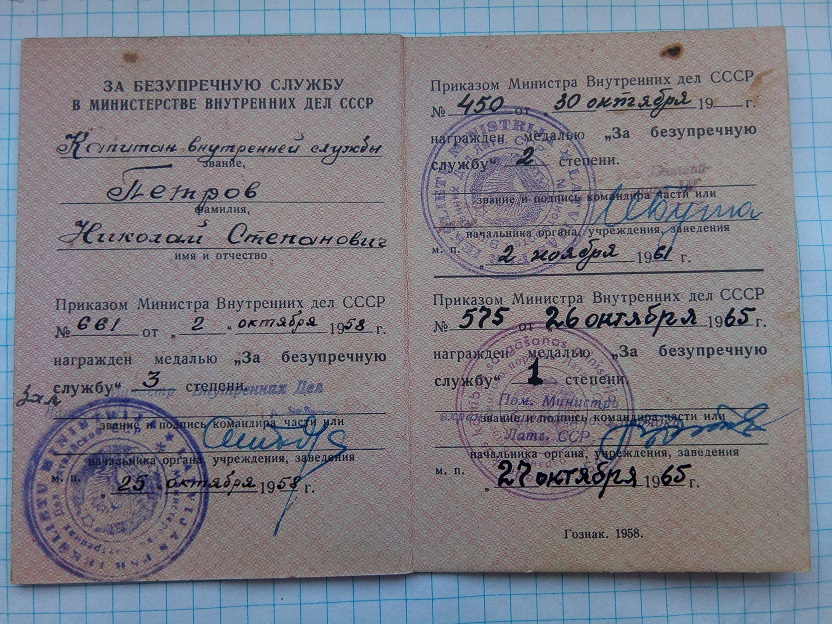 ЗА БЕЗУПРЕЧНУЮ СЛУЖБУ
В МИНИСТЕРСТВЕ ВНУТРЕННИХ ДЕЛ СССР
Капитан внутренней службы
звание,
Петров
фамилия,
Николай Степанович
имя и отчество
Приказом Министра Внутренних дел СССР
№ 661 от „ 2 „ октября 1958 г.
награжден медалью „За безупречную
службу“ 3 степени.
Зам
Внутренних Дел
звание и подпись командира части или
начальника органа, учреждения, заведения
м. п.
„ 25 „ октября 1958 г.
Приказом Министра Внутренних дел СССР
№ 450 от 30 октября 19 г.
награжден медалью „За безупречную
службу“ 2 степени.
звание и подпись командира части или
начальника органа, учреждения, заведения
м. п.
„ 2 ноября 1961 г.
Приказом Министра Внутренних дел СССР
№ 575 от 26 октября 1965 г.
награжден медалью „За безупречную
службу“ 1 степени.
Пом. Министра
звание и подпись командира части или
Латв. ССР
начальника органа, учреждения, заведения
м. п.
„ 27 октября 1965 г.
Гознак. 1958.